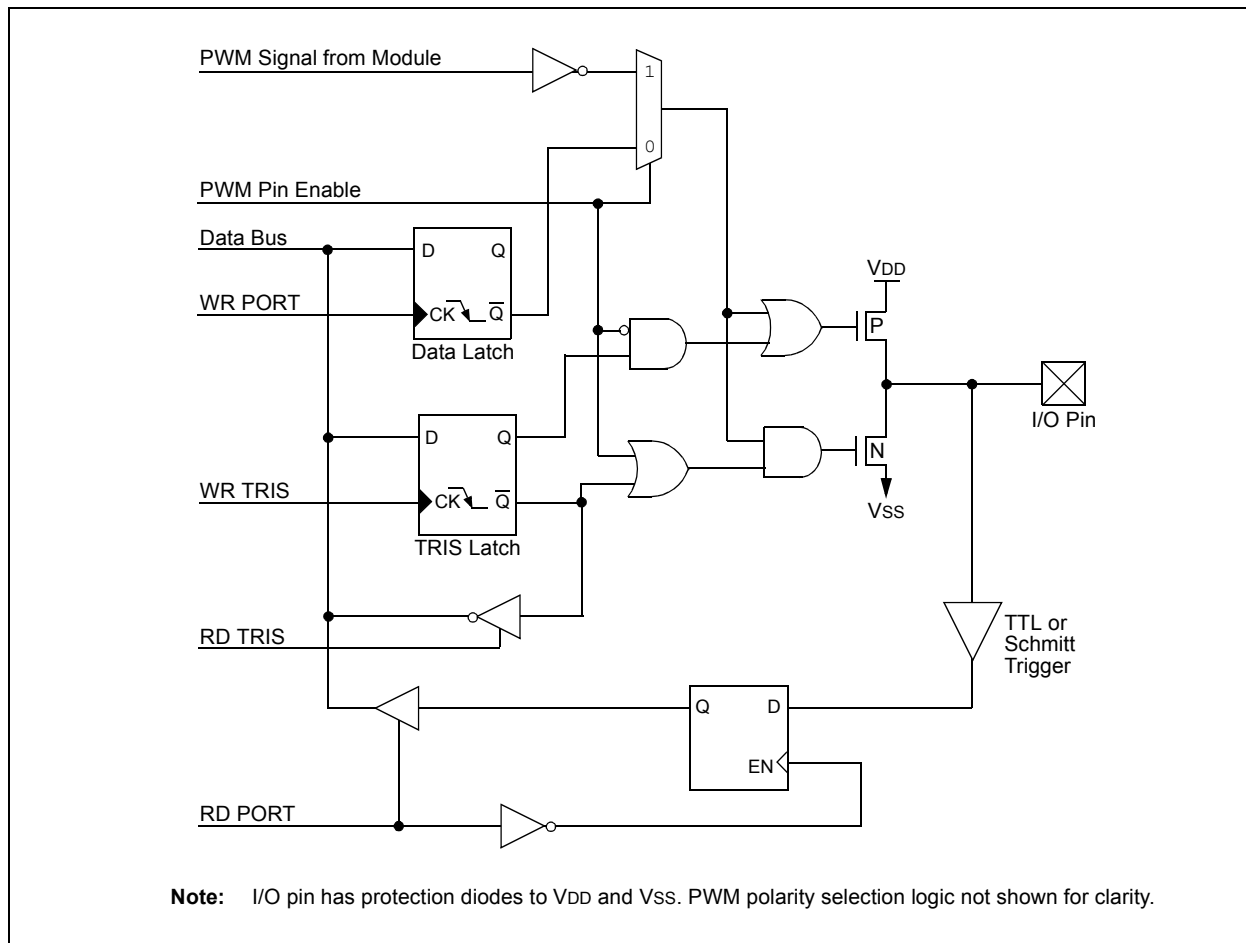 PWM Signal from Module
1
0
PWM Pin Enable
Data Bus
D Q
WR PORT
CK Q̅
Data Latch
VDD
P
I/O Pin
D Q
N
WR TRIS
CK Q̅
VSS
TRIS Latch
RD TRIS
TTL or
Schmitt
Trigger
Q D
EN
RD PORT
Note: I/O pin has protection diodes to VDD and VSS. PWM polarity selection logic not shown for clarity.